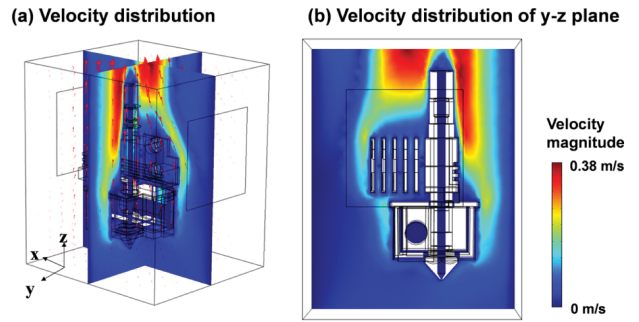 (a) Velocity distribution
(b) Velocity distribution of y-z plane
Velocity
magnitude
0.38 m/s
0 m/s
z
x
y